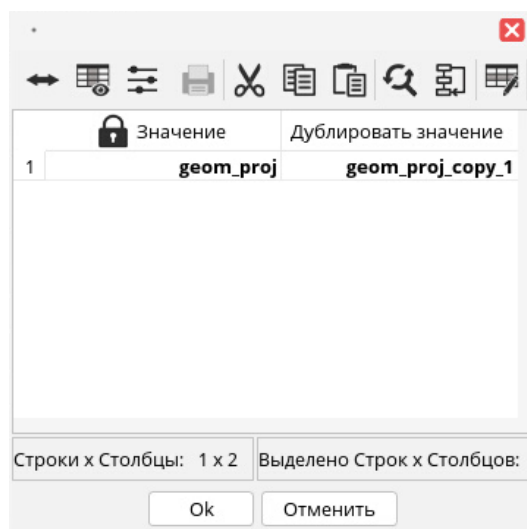 Значение Дублировать значение
1 geom_proj geom_proj_copy_1
Строки x Столбцы: 1 x 2 Выделено Строк x Столбцов:
Ok Отменить